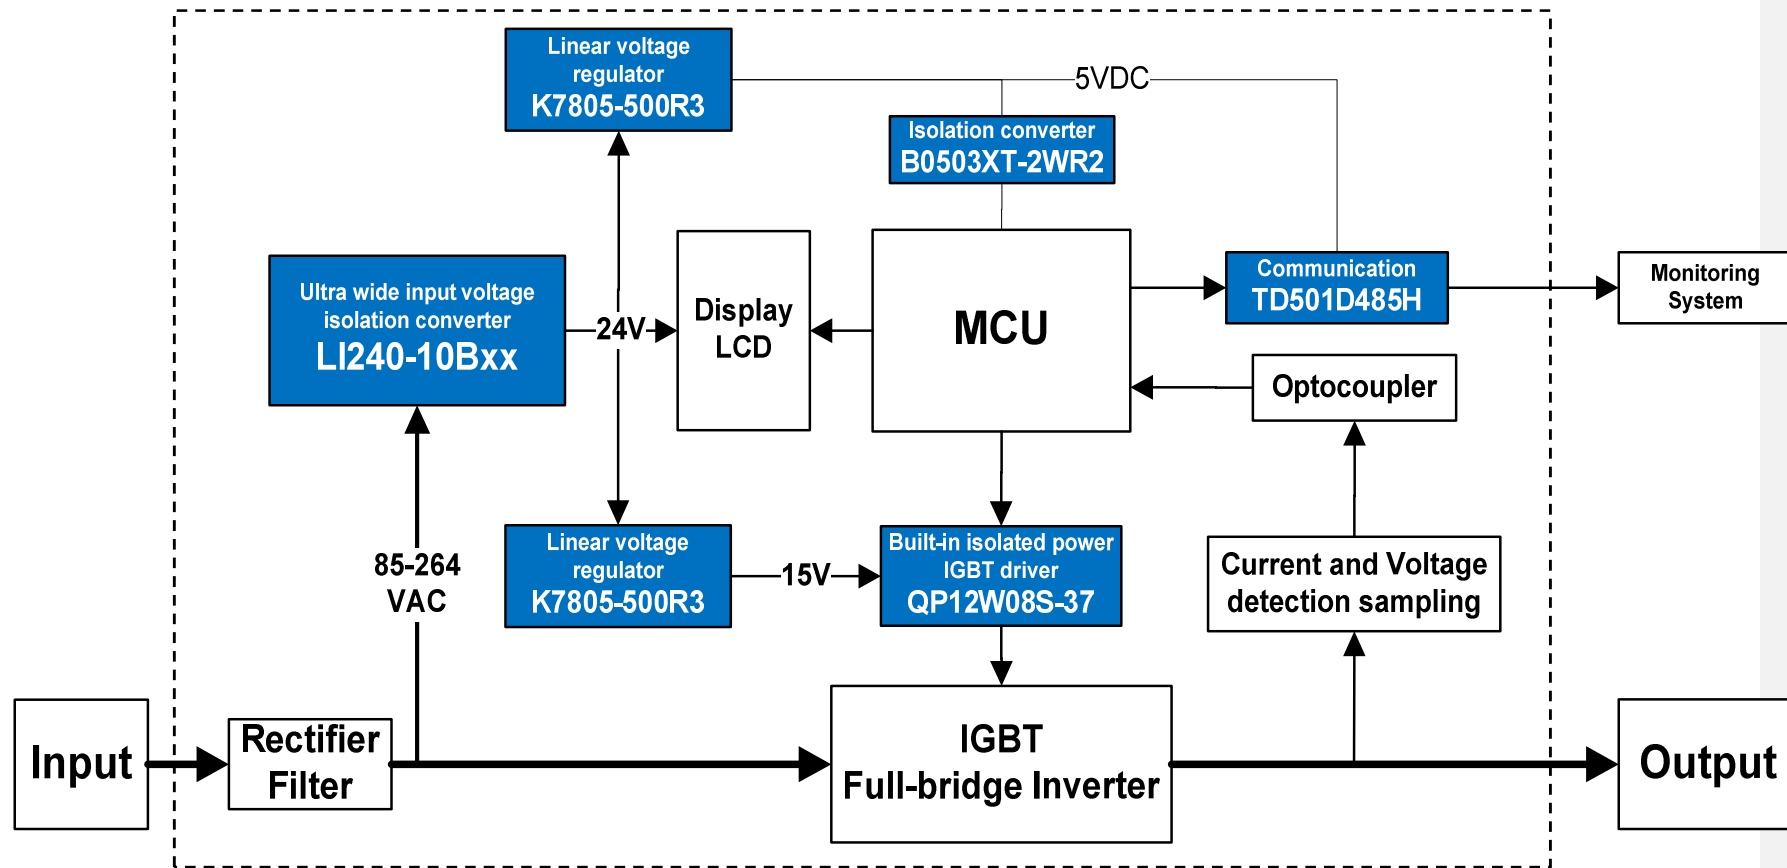 Linear voltage
regulator
K7805-500R3
5VDC
Isolation converter
B0503XT-2WR2
Ultra wide input voltage
isolation converter
LI240-10Bxx
24V
Display
LCD
MCU
Communication
TD501D485H
Monitoring
System
Optocoupler
85-264
VAC
Linear voltage
regulator
K7805-500R3
15V
Built-in isolated power
IGBT driver
QP12W08S-37
Current and Voltage
detection sampling
Input
Rectifier
Filter
IGBT
Full-bridge Inverter
Output